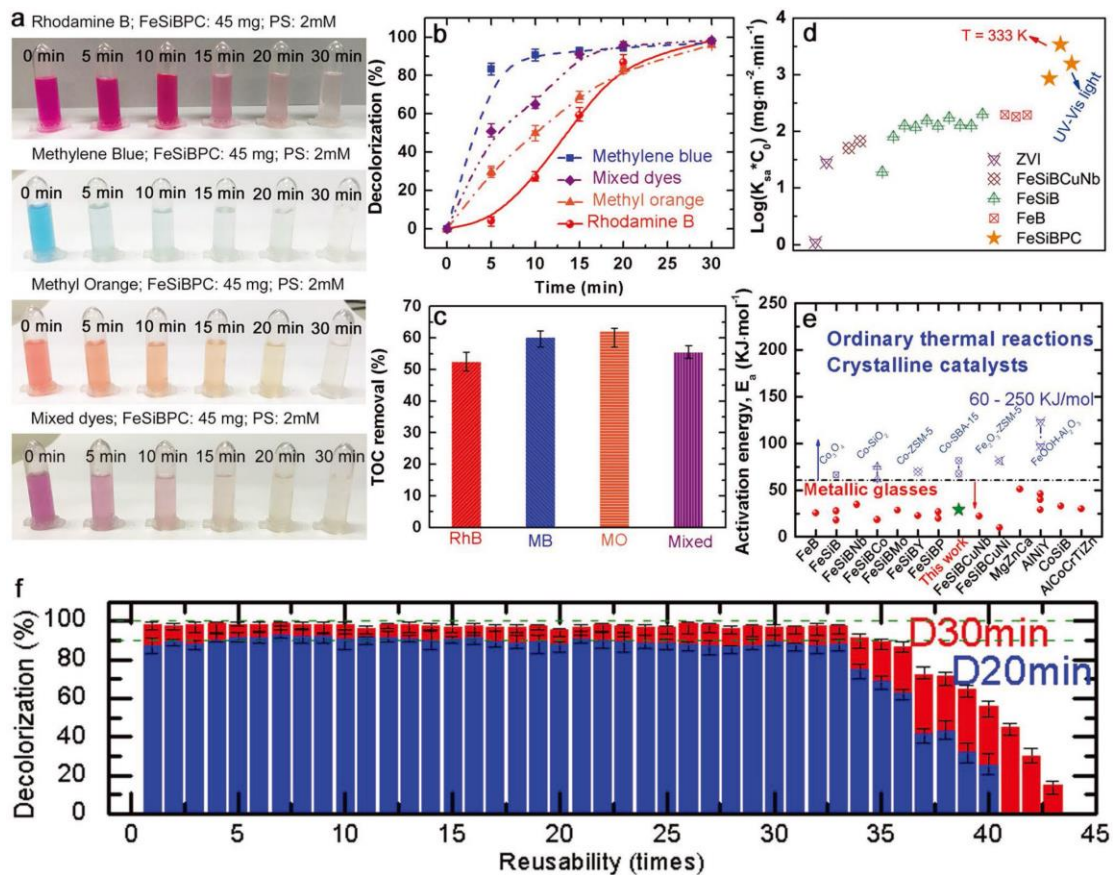 a
Rhodamine B; FeSiBPC: 45 mg; PS: 2mM
0 min 5 min 10 min 15 min 20 min 30 min
Methylene Blue; FeSiBPC: 45 mg; PS: 2mM
0 min 5 min 10 min 15 min 20 min 30 min
Methyl Orange; FeSiBPC: 45 mg; PS: 2mM
0 min 5 min 10 min 15 min 20 min 30 min
Mixed dyes; FeSiBPC: 45 mg; PS: 2mM
0 min 5 min 10 min 15 min 20 min 30 min
b
Decolorization (%)
100
80
60
40
20
0
Methylene blue
Mixed dyes
Methyl orange
Rhodamine B
0 5 10 15 20 30
Time (min)
c
TOC removal (%)
80
60
40
20
0
RhB MB MO Mixed
d
Log(K_sa*C_0) (mg·m⁻²·min⁻¹)
4
3
2
1
0
T = 333 K
UV-Vis light
ZVI
FeSiBCuNb
FeSiB
FeB
FeSiBPC
e
Activation energy, E_a (KJ·mol⁻¹)
250
200
150
100
50
0
Ordinary thermal reactions
Crystalline catalysts
60 - 250 KJ/mol
Co₃O₄
Co-SiO₂
Co-ZSM-5
Co-SBA-15
Fe₂O₃-ZSM-5
FeOOH-Al₂O₃
Metallic glasses
FeB
FeSiB
FeSiBNb
FeSiBCo
FeSiBMo
FeSiBY
FeSiBP
This work
FeSiBCuNb
FeSiBCuNi
MgZnCa
AlNiY
CoSiB
AlCoCrTiZn
f
Decolorization (%)
100
80
60
40
20
0
D30min
D20min
0 5 10 15 20 25 30 35 40 45
Reusability (times)